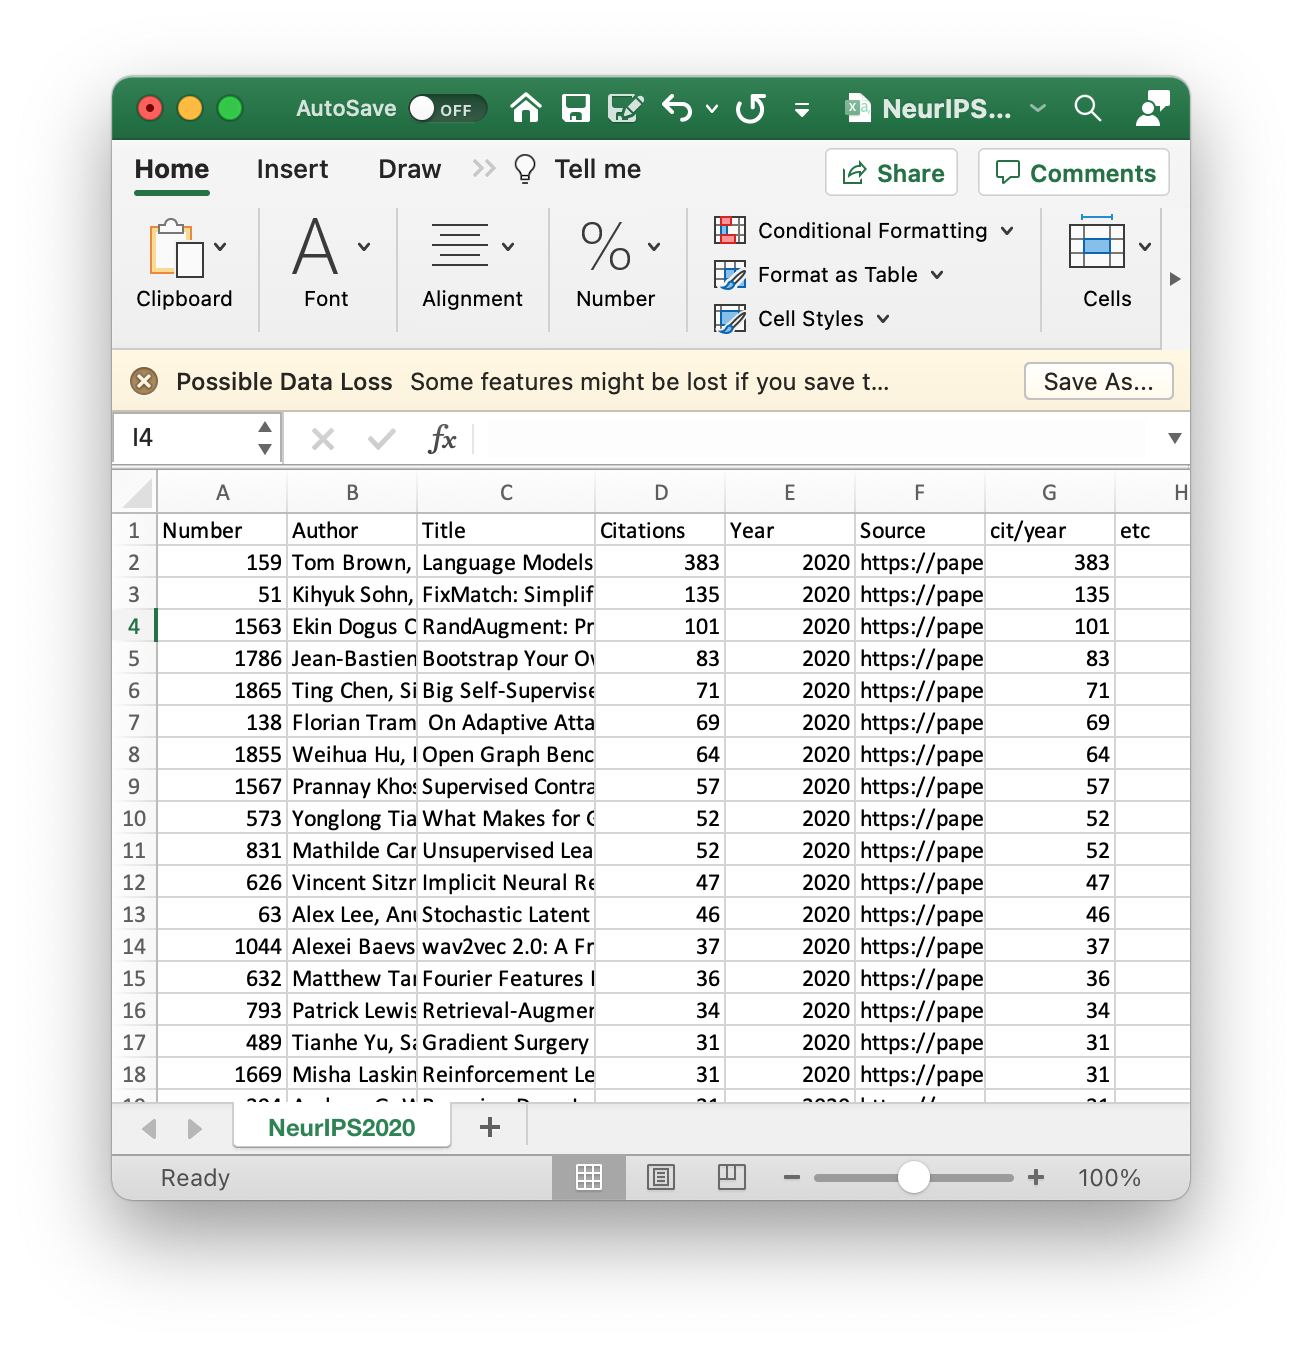 AutoSave OFF NeurIPS...
Home Insert Draw Tell me Share Comments
Clipboard Font Alignment Number Conditional Formatting Format as Table Cell Styles Cells
Possible Data Loss Some features might be lost if you save t... Save As...
I4 fx
A B C D E F G H
1 Number Author Title Citations Year Source cit/year etc
2 159 Tom Brown, Language Models 383 2020 https://pape 383
3 51 Kihyuk Sohn, FixMatch: Simplif 135 2020 https://pape 135
4 1563 Ekin Dogus C RandAugment: Pr 101 2020 https://pape 101
5 1786 Jean-Bastien Bootstrap Your Ov 83 2020 https://pape 83
6 1865 Ting Chen, Si Big Self-Supervise 71 2020 https://pape 71
7 138 Florian Tram On Adaptive Atta 69 2020 https://pape 69
8 1855 Weihua Hu, Open Graph Benc 64 2020 https://pape 64
9 1567 Prannay Khos Supervised Contra 57 2020 https://pape 57
10 573 Yonglong Tia What Makes for G 52 2020 https://pape 52
11 831 Mathilde Car Unsupervised Lea 52 2020 https://pape 52
12 626 Vincent Sitzr Implicit Neural Re 47 2020 https://pape 47
13 63 Alex Lee, Anu Stochastic Latent 46 2020 https://pape 46
14 1044 Alexei Baevs wav2vec 2.0: A Fr 37 2020 https://pape 37
15 632 Matthew Tan Fourier Features 36 2020 https://pape 36
16 793 Patrick Lewis Retrieval-Augmen 34 2020 https://pape 34
17 489 Tianhe Yu, Sa Gradient Surgery 31 2020 https://pape 31
18 1669 Misha Laskin Reinforcement Le 31 2020 https://pape 31
NeurIPS2020
Ready 100%